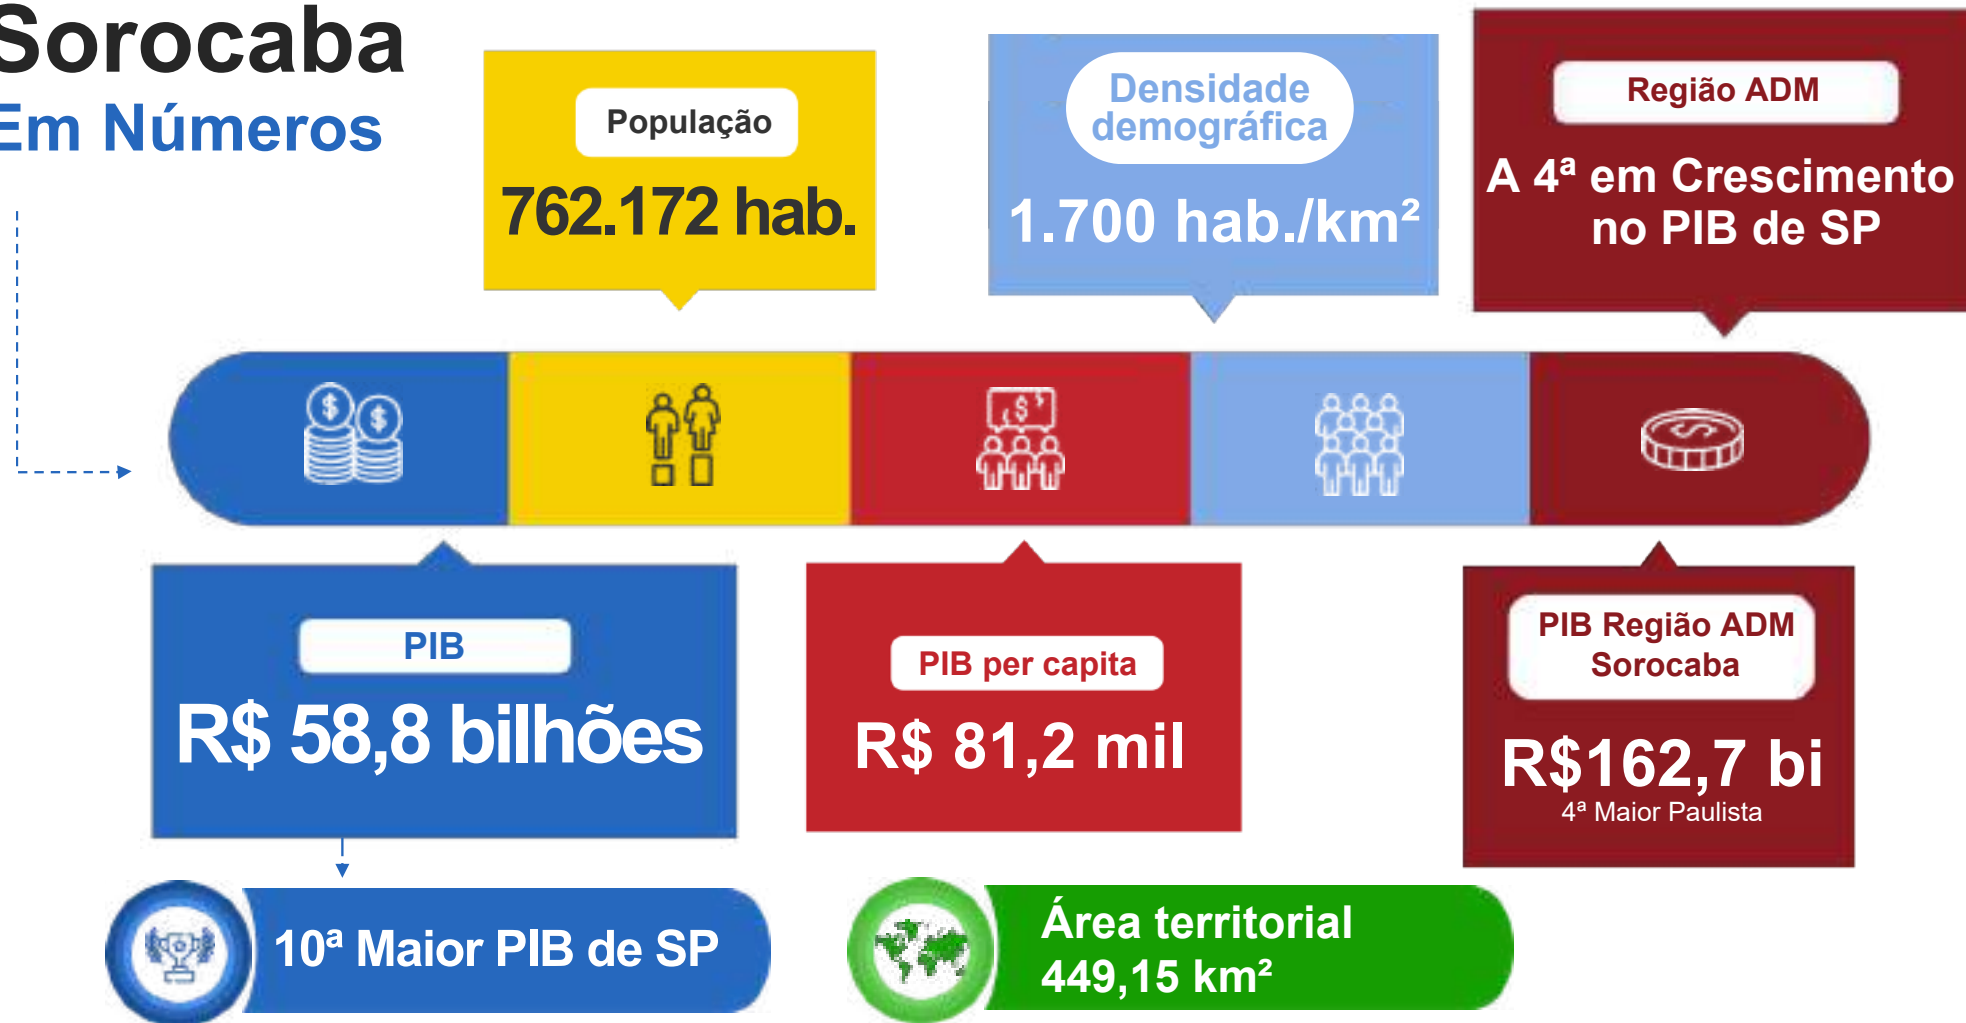 Sorocaba
Em Números
População
762.172 hab.
Densidade
demográfica
1.700 hab./km²
Região ADM
A 4ª em Crescimento
no PIB de SP
PIB
R$ 58,8 bilhões
PIB per capita
R$ 81,2 mil
PIB Região ADM
Sorocaba
R$162,7 bi
4ª Maior Paulista
10ª Maior PIB de SP
Área territorial
449,15 km²